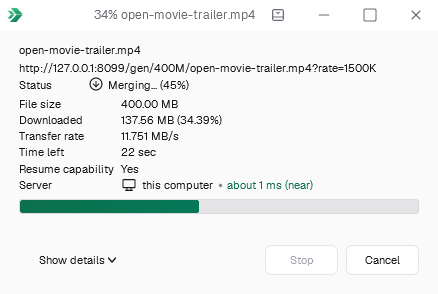 34% open-movie-trailer.mp4
open-movie-trailer.mp4
http://127.0.0.1:8099/gen/400M/open-movie-trailer.mp4?rate=1500K
Status Merging... (45%)
File size 400.00 MB
Downloaded 137.56 MB (34.39%)
Transfer rate 11.751 MB/s
Time left 22 sec
Resume capability Yes
Server this computer • about 1 ms (near)
Show details Stop Cancel